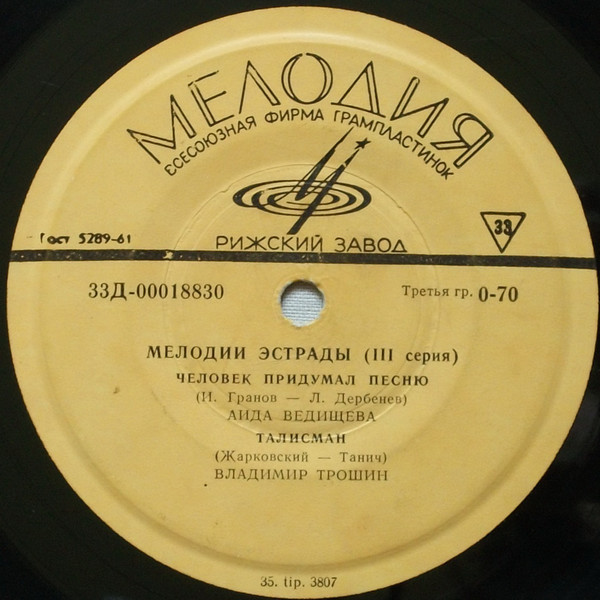 МЕЛОДИЯ
ВСЕСОЮЗНАЯ ФИРМА ГРАМПЛАСТИНОК
Гост 5289-61
33
РИЖСКИЙ ЗАВОД
33Д-00018830
Третья гр. 0-70
МЕЛОДИИ ЭСТРАДЫ (III серия)
ЧЕЛОВЕК ПРИДУМАЛ ПЕСНЮ
(И. Гранов — Л. Дербенев)
АИДА ВЕДИЩЕВА
ТАЛИСМАН
(Жарковский — Танич)
ВЛАДИМИР ТРОШИН
35. tip. 3807